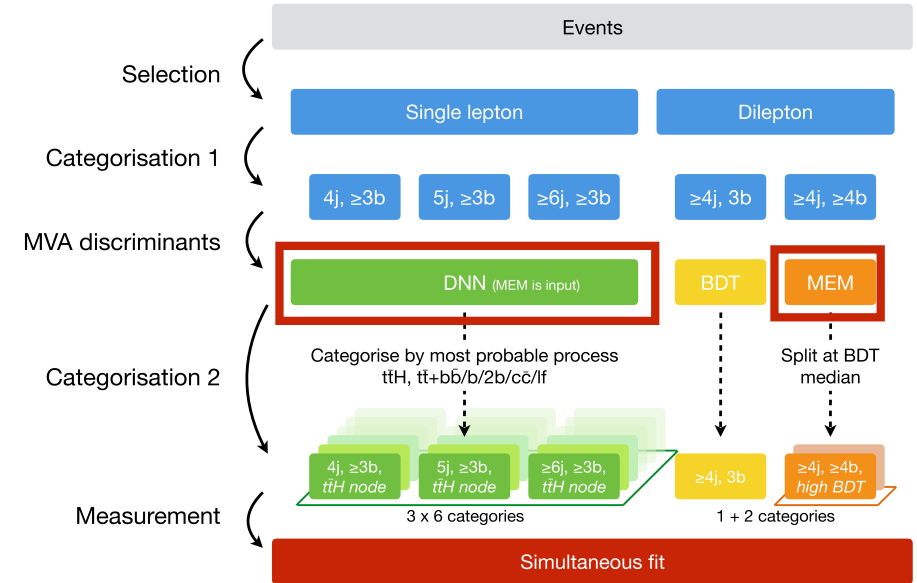 Events
Selection
Single lepton
Dilepton
Categorisation 1
4j, ≥3b
5j, ≥3b
≥6j, ≥3b
≥4j, 3b
≥4j, ≥4b
MVA discriminants
DNN (MEM is input)
BDT
MEM
Categorise by most probable process
tt̄H, tt̄+bb̄/b/2b/cc̄/lf
Split at BDT
median
Categorisation 2
4j, ≥3b,
tt̄H node
5j, ≥3b,
tt̄H node
≥6j, ≥3b,
tt̄H node
≥4j, 3b
≥4j, ≥4b,
high BDT
Measurement
3 x 6 categories
1 + 2 categories
Simultaneous fit